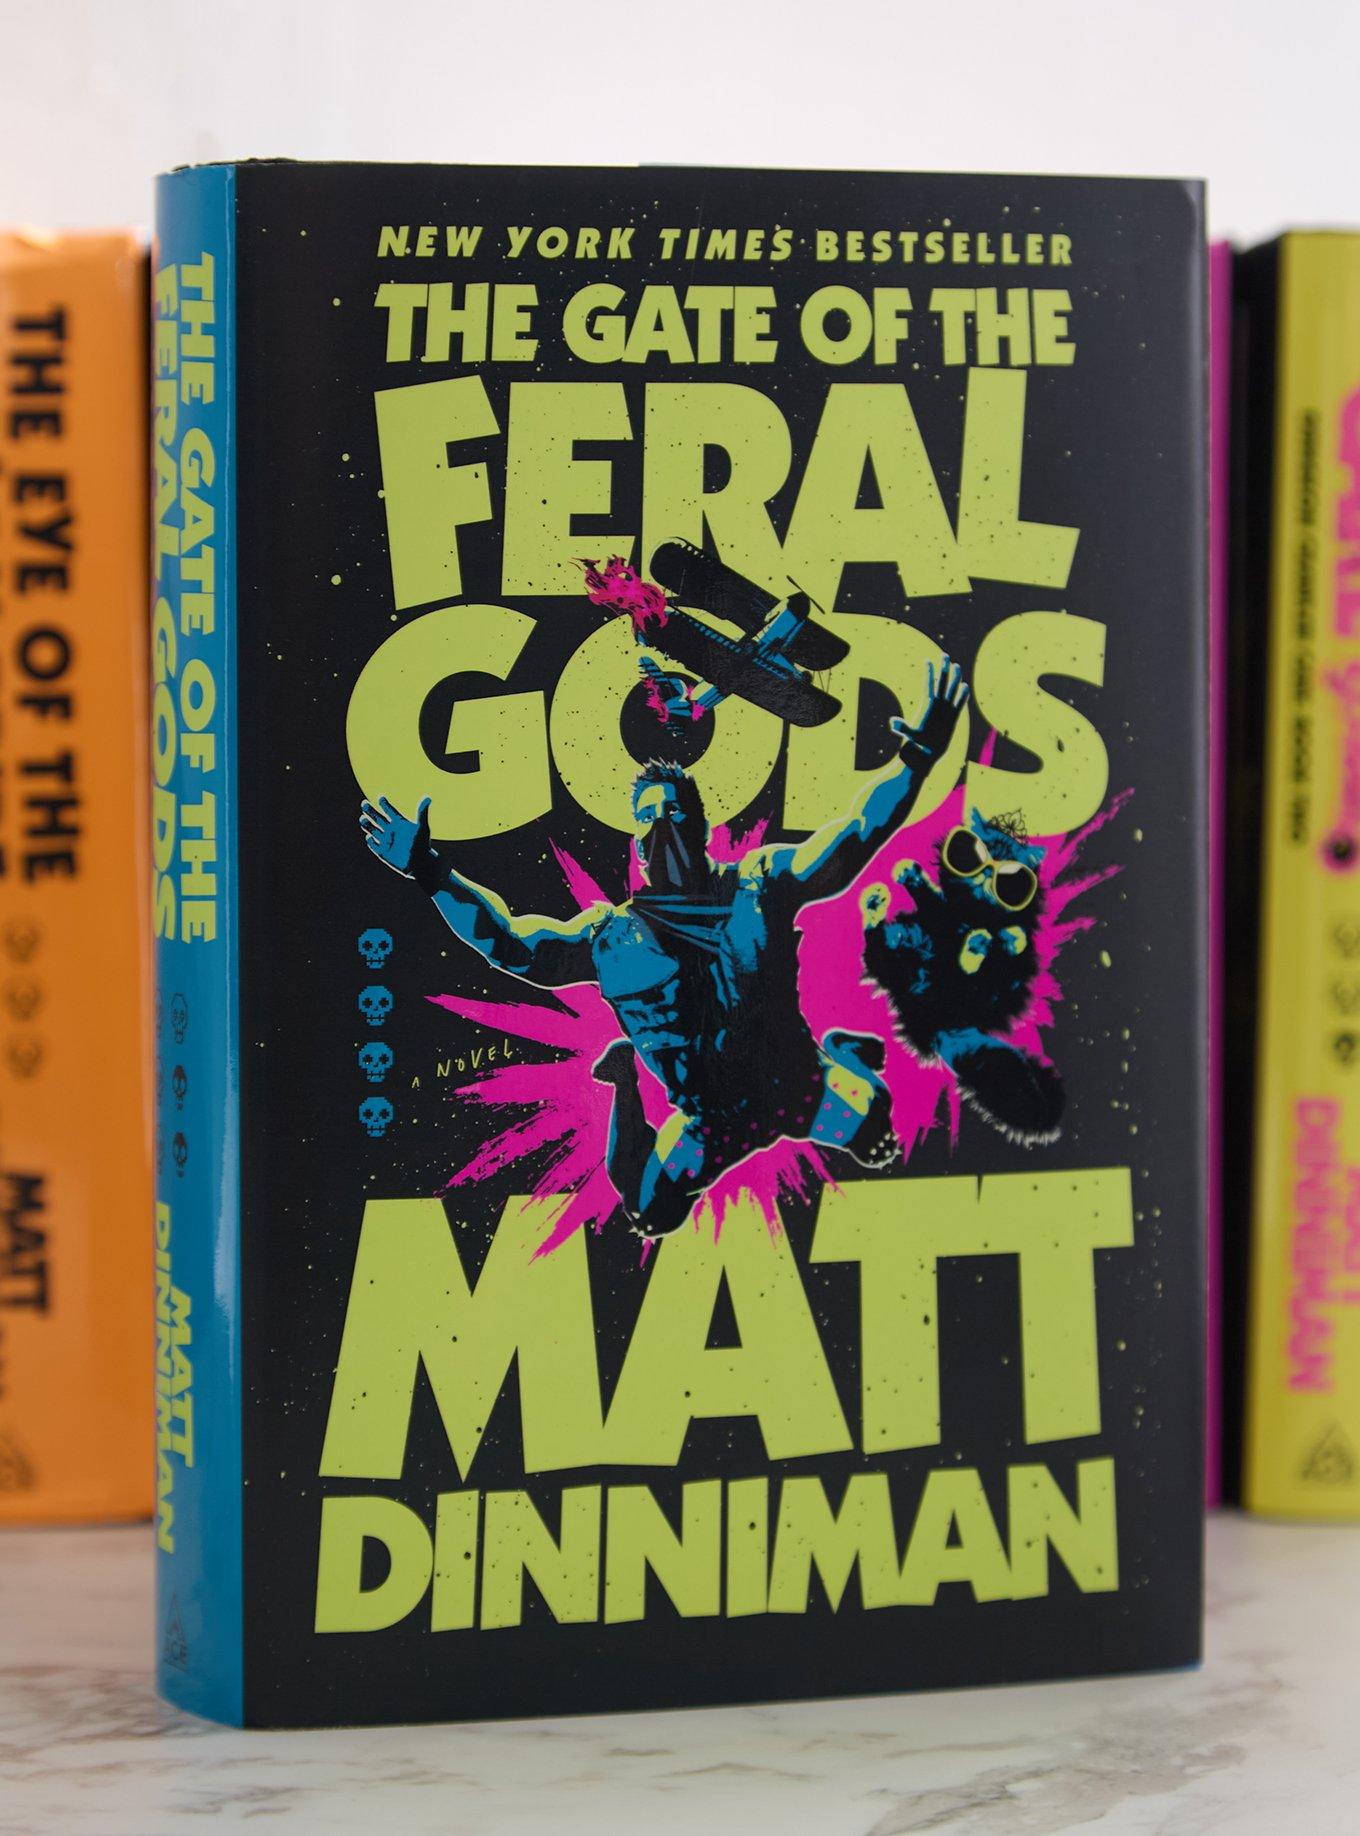 NEW YORK TIMES BESTSELLER
THE GATE OF THE
FERAL
GODS
A NOVEL
MATT
DINNIMAN
THE GATE OF THE
FERAL GODS
MATT
DINNIMAN
ACE
THE EYE OF THE
MATT
DINNIMAN